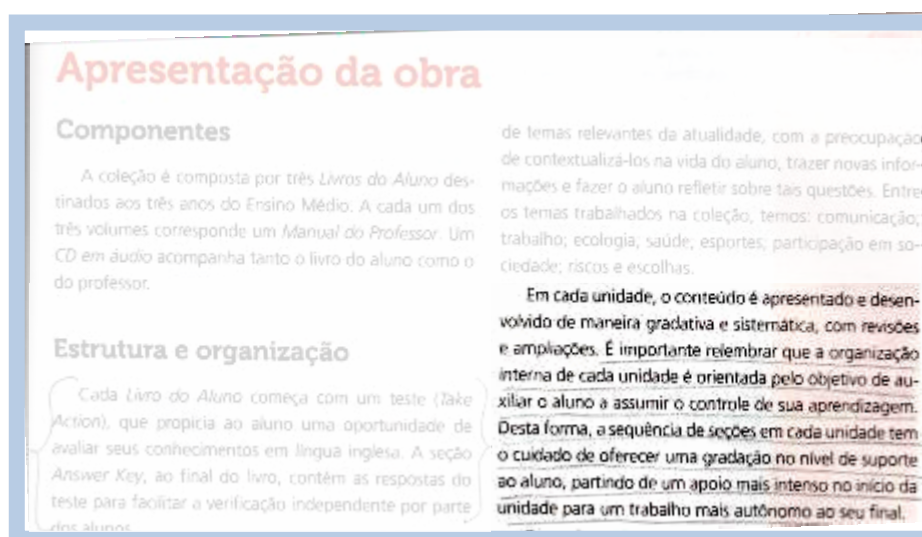 Apresentação da obra
Componentes
A coleção é composta por três Livros do Aluno des-
tinados aos três anos do Ensino Médio. A cada um dos
três volumes corresponde um Manual do Professor. Um
CD em áudio acompanha tanto o livro do aluno como o
do professor.
Estrutura e organização
Cada Livro do Aluno começa com um teste (Take
Action), que propicia ao aluno uma oportunidade de
avaliar seus conhecimentos em língua inglesa. A seção
Answer Key, ao final do livro, contém as respostas do
teste para facilitar a verificação independente por parte
dos alunos
de temas relevantes da atualidade, com a preocupação
de contextualizá-los na vida do aluno, trazer novas infor-
mações e fazer o aluno refletir sobre tais questões. Entre
os temas trabalhados na coleção, temos: comunicação;
trabalho; ecologia; saúde; esportes; participação em so-
ciedade; riscos e escolhas.
Em cada unidade, o conteúdo é apresentado e desen-
volvido de maneira gradativa e sistemática, com revisões
e ampliações. É importante relembrar que a organização
interna de cada unidade é orientada pelo objetivo de au-
xiliar o aluno a assumir o controle de sua aprendizagem.
Desta forma, a sequência de seções em cada unidade tem
o cuidado de oferecer uma gradação no nível de suporte
ao aluno, partindo de um apoio mais intenso no início da
unidade para um trabalho mais autônomo ao seu final.